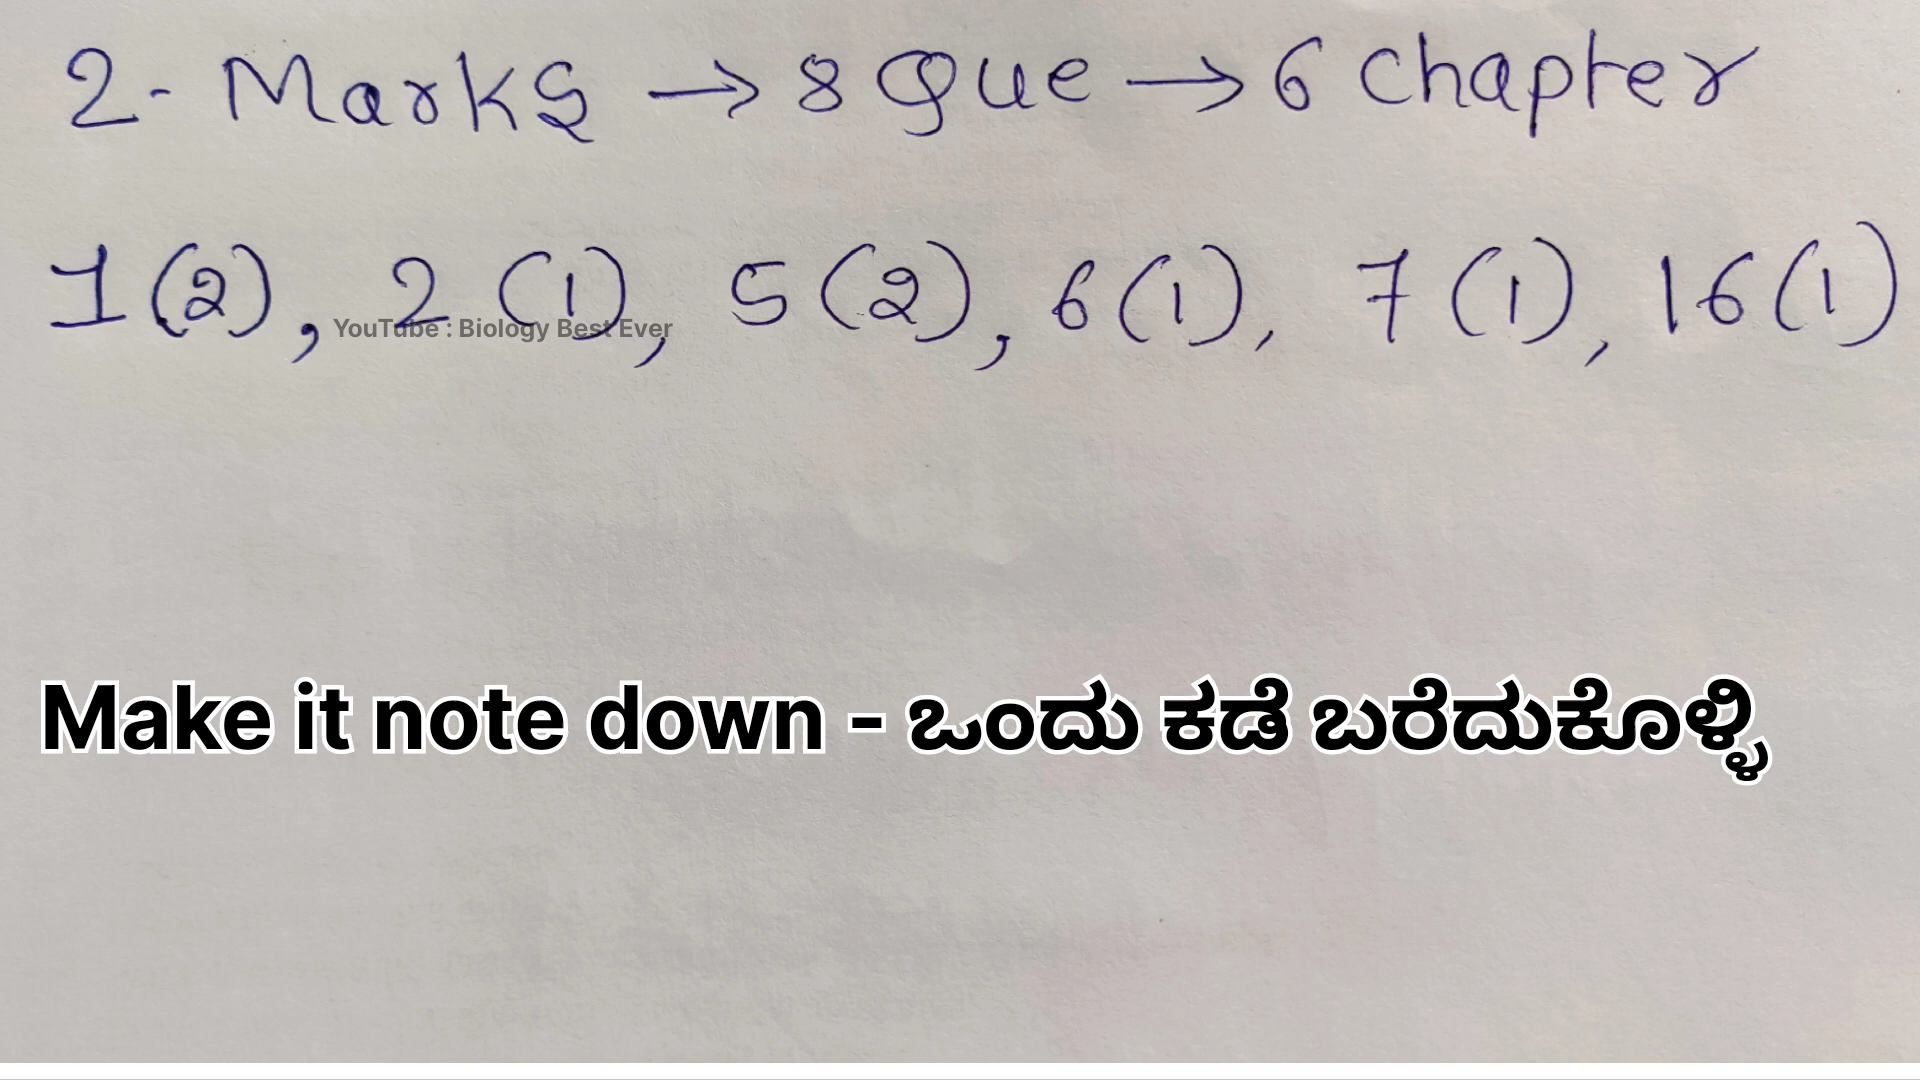 2- Marks → 8 Que → 6 Chapter
1(2), 2(1), 5(2), 6(1), 7(1), 16(1)
YouTube : Biology Best Ever
Make it note down - ಒಂದು ಕಡೆ ಬರೆದುಕೊಳ್ಳಿ